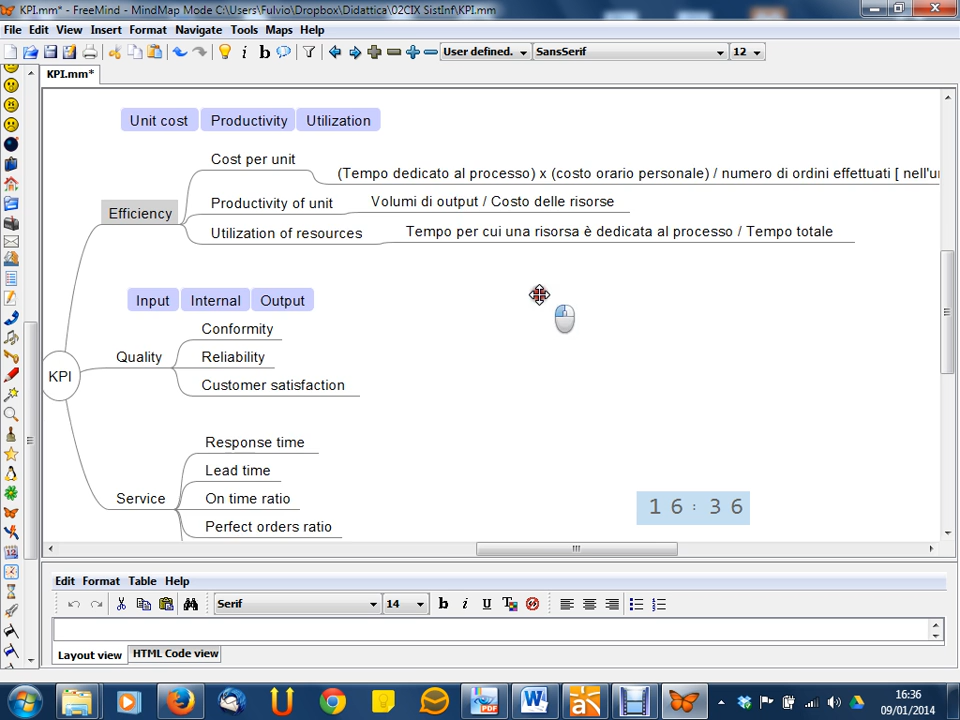 KPI.mm* - FreeMind - MindMap Mode C:\Users\Fulvio\Dropbox\Didattica\02CIX SistInf\KPI.mm
File Edit View Insert Format Navigate Tools Maps Help
User defined. SansSerif 12
KPI.mm*
Unit cost Productivity Utilization
Cost per unit
(Tempo dedicato al processo) x (costo orario personale) / numero di ordini effettuati [ nell'un
Efficiency
Productivity of unit
Volumi di output / Costo delle risorse
Utilization of resources
Tempo per cui una risorsa è dedicata al processo / Tempo totale
Input Internal Output
Conformity
Quality
Reliability
KPI
Customer satisfaction
Response time
Lead time
Service
On time ratio
Perfect orders ratio
16:36
Edit Format Table Help
Serif 14
Layout view HTML Code view
16:36
09/01/2014